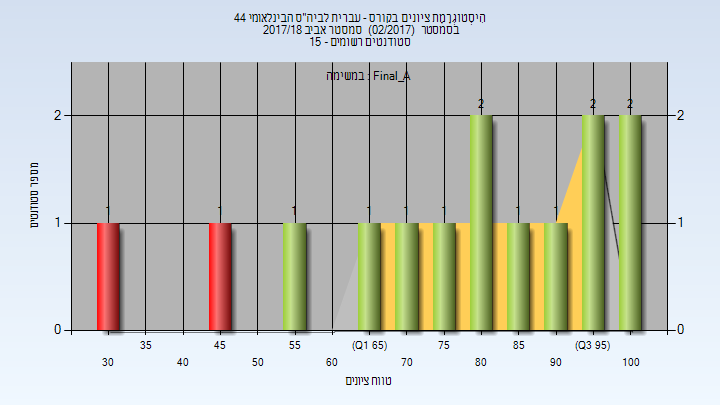 היסטוגרמת ציונים בקורס - עברית לביה"ס הבינלאומי 44
בסמסטר (02/2017) סמסטר אביב 2017/18
סטודנטים רשומים - 15
במשימה : Final_A
מספר סטודנטים
2 2 2 2 2
1 1 1 1 1 1 1 1 1 1 1
0 0
35 45 55 (Q1 65) 75 85 (Q3 95)
30 40 50 60 70 80 90 100
טווח ציונים